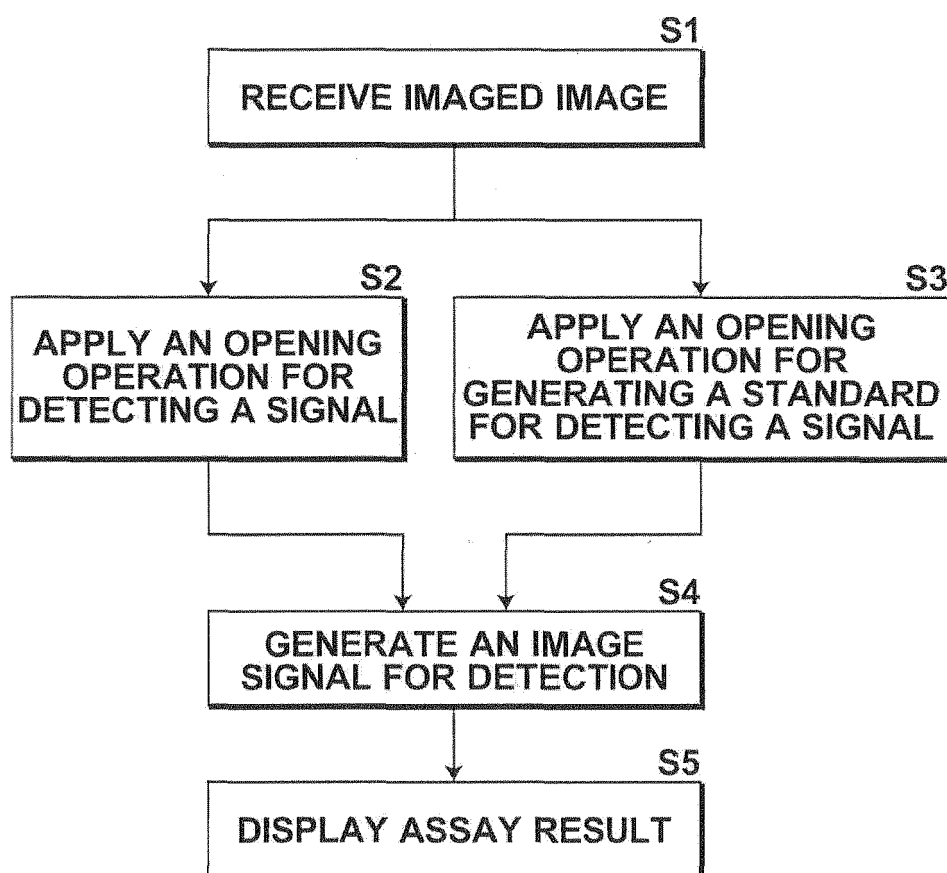 S1
RECEIVE IMAGED IMAGE
S2
APPLY AN OPENING
OPERATION FOR
DETECTING A SIGNAL
S3
APPLY AN OPENING
OPERATION FOR
GENERATING A STANDARD
FOR DETECTING A SIGNAL
S4
GENERATE AN IMAGE
SIGNAL FOR DETECTION
S5
DISPLAY ASSAY RESULT